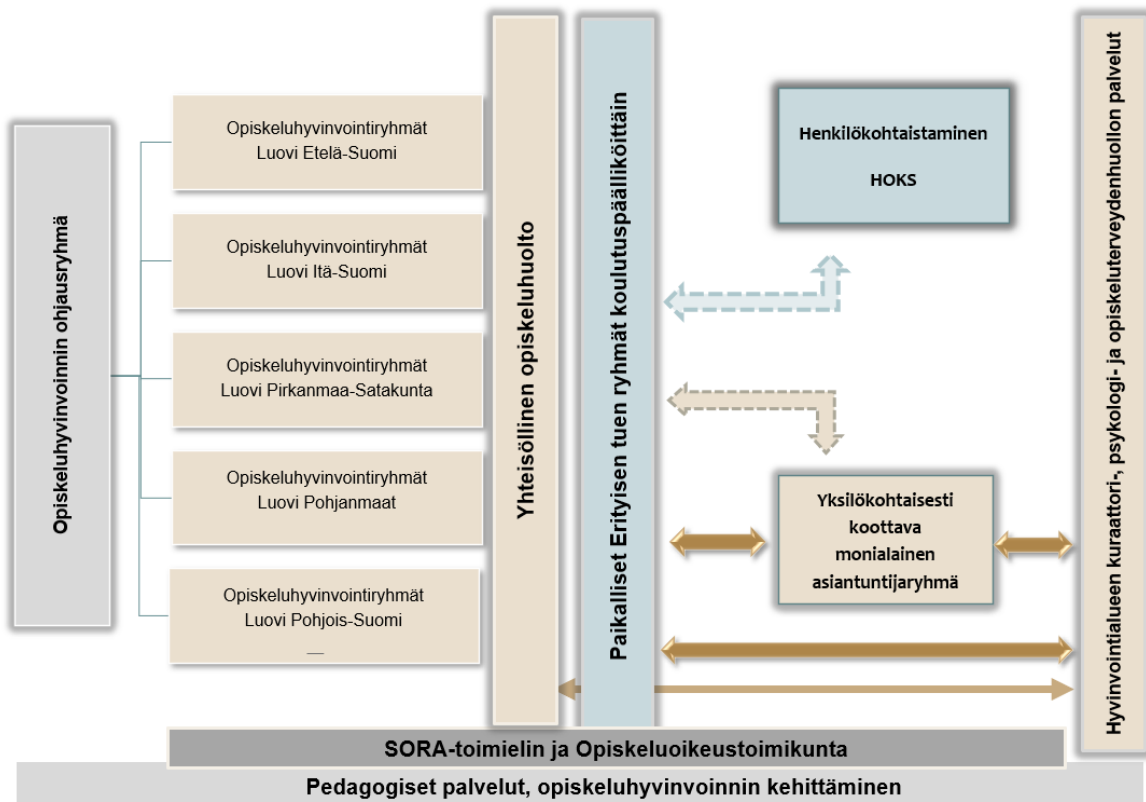 Opiskeluhyvinvoinnin ohjausryhmä
Opiskeluhyvinvointiryhmät
Luovi Etelä-Suomi
Opiskeluhyvinvointiryhmät
Luovi Itä-Suomi
Opiskeluhyvinvointiryhmät
Luovi Pirkanmaa-Satakunta
Opiskeluhyvinvointiryhmät
Luovi Pohjanmaat
Opiskeluhyvinvointiryhmät
Luovi Pohjois-Suomi
Yhteisöllinen opiskeluhuolto
Paikalliset Erityisen tuen ryhmät koulutuspäälliköittäin
Henkilökohtaistaminen
HOKS
Yksilökohtaisesti
koottava
monialainen
asiantuntijaryhmä
Hyvinvointialueen kuraattori-, psykologi- ja opiskeluterveydenhuollon palvelut
SORA-toimielin ja Opiskeluoikeustoimikunta
Pedagogiset palvelut, opiskeluhyvinvoinnin kehittäminen